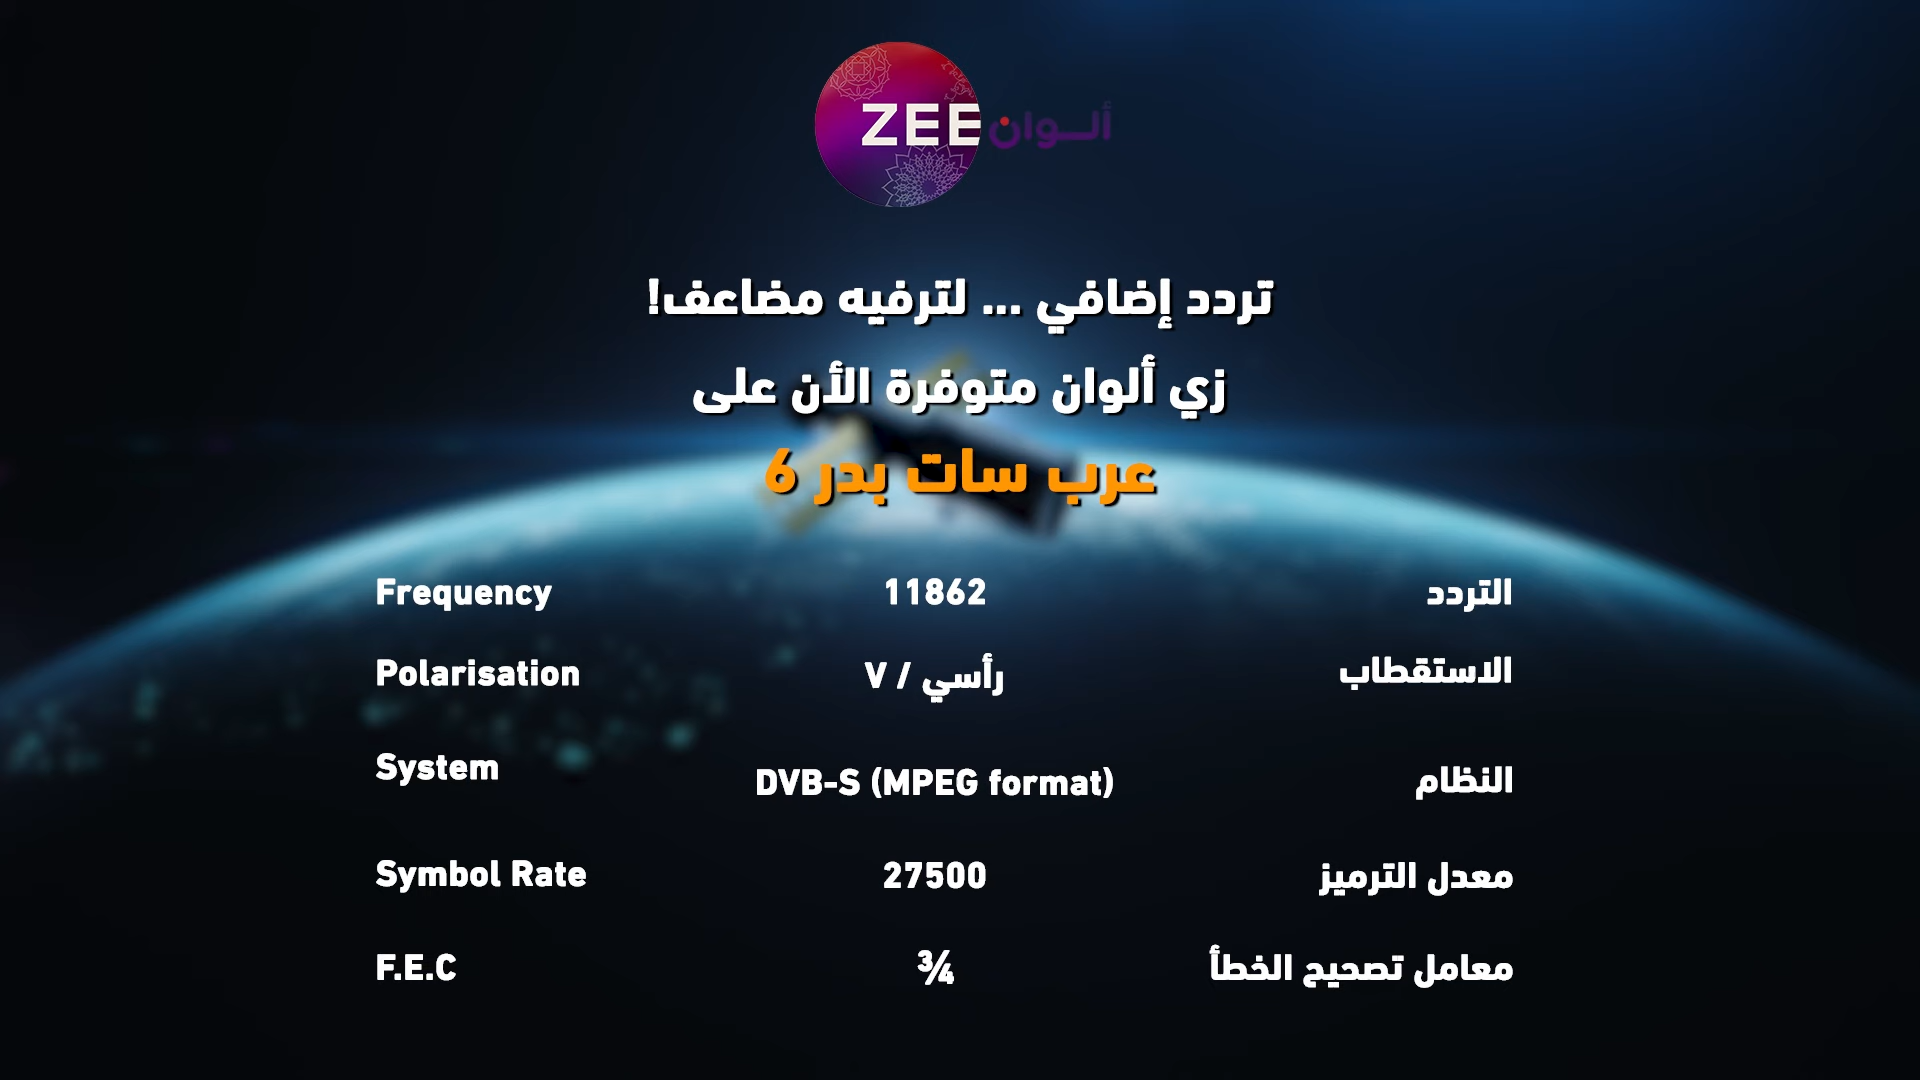 ZEE ألوان
تردد إضافي ... لترفيه مضاعف!
زي ألوان متوفرة الأن على
عرب سات بدر 6
Frequency 11862 التردد
Polarisation رأسي / V الاستقطاب
System DVB-S (MPEG format) النظام
Symbol Rate 27500 معدل الترميز
F.E.C ¾ معامل تصحيح الخطأ